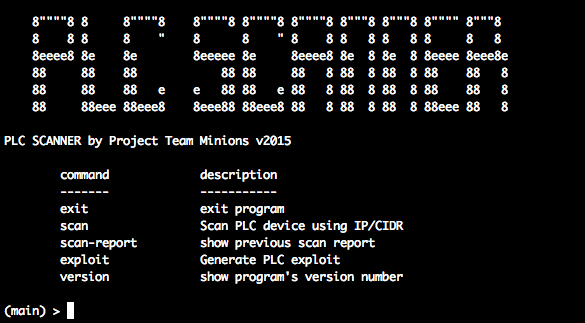 8""""8 8     8""""8    8""""8 8""""8 8""""8 8"""8 8"""8 8"""" 8"""8
8    8 8     8    "    8      8    " 8    8 8   8 8   8 8     8   8
8eeee8 8e    8e        8eeeee 8e     8eeee8 8e  8 8e  8 8eeee 8eee8e
88     88    88            88 88     88   8 88  8 88  8 88    88   8
88     88    88   e    e   88 88   e 88   8 88  8 88  8 88    88   8
88     88eee 88eee8    8eee88 88eee8 88   8 88  8 88  8 88eee 88   8
PLC SCANNER by Project Team Minions v2015
command description
------- -----------
exit exit program
scan Scan PLC device using IP/CIDR
scan-report show previous scan report
exploit Generate PLC exploit
version show program's version number
(main) >